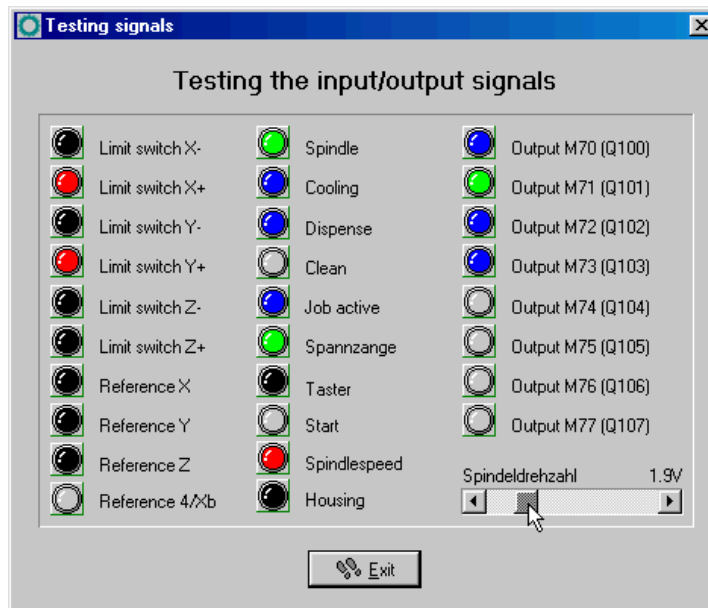 Testing signals
Testing the input/output signals
Limit switch X-
Limit switch X+
Limit switch Y-
Limit switch Y+
Limit switch Z-
Limit switch Z+
Reference X
Reference Y
Reference Z
Reference 4/Xb
Spindle
Cooling
Dispense
Clean
Job active
Spannzange
Taster
Start
Spindlespeed
Housing
Output M70 (Q100)
Output M71 (Q101)
Output M72 (Q102)
Output M73 (Q103)
Output M74 (Q104)
Output M75 (Q105)
Output M76 (Q106)
Output M77 (Q107)
Spindeldrehzahl 1.9V
Exit